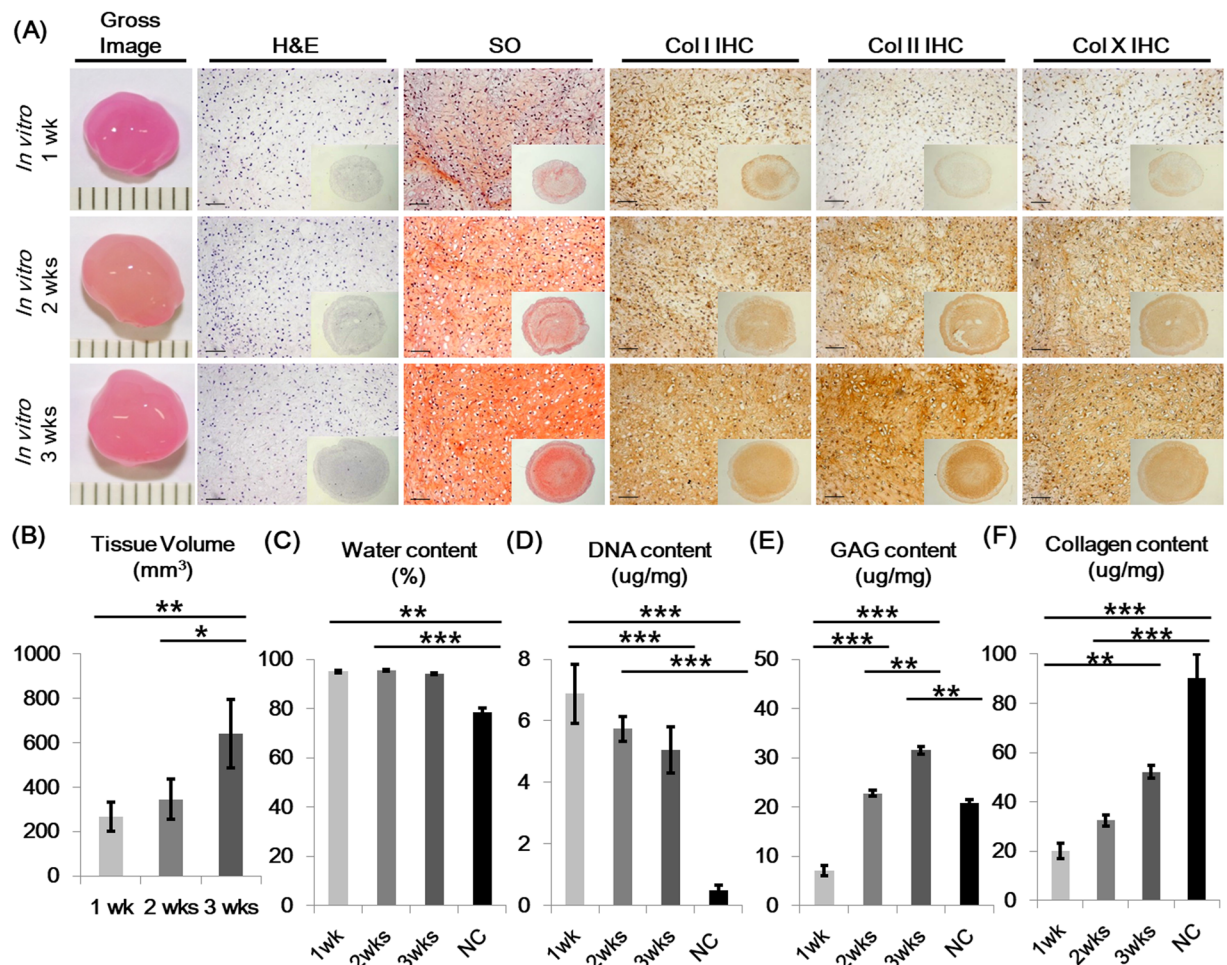 (A)
Gross
Image
H&E
SO
Col I IHC
Col II IHC
Col X IHC
In vitro
1 wk
In vitro
2 wks
In vitro
3 wks
(B)
Tissue Volume
(mm³)
**
*
1000
800
600
400
200
0
1 wk 2 wks 3 wks
(C)
Water content
(%)
**
***
100
80
60
40
20
0
1wk 2wks 3wks NC
(D)
DNA content
(ug/mg)
***
***
***
8
6
4
2
0
1wk 2wks 3wks NC
(E)
GAG content
(ug/mg)
***
***
**
**
50
40
30
20
10
0
1wk 2wks 3wks NC
(F)
Collagen content
(ug/mg)
***
***
**
100
80
60
40
20
0
1wk 2wks 3wks NC